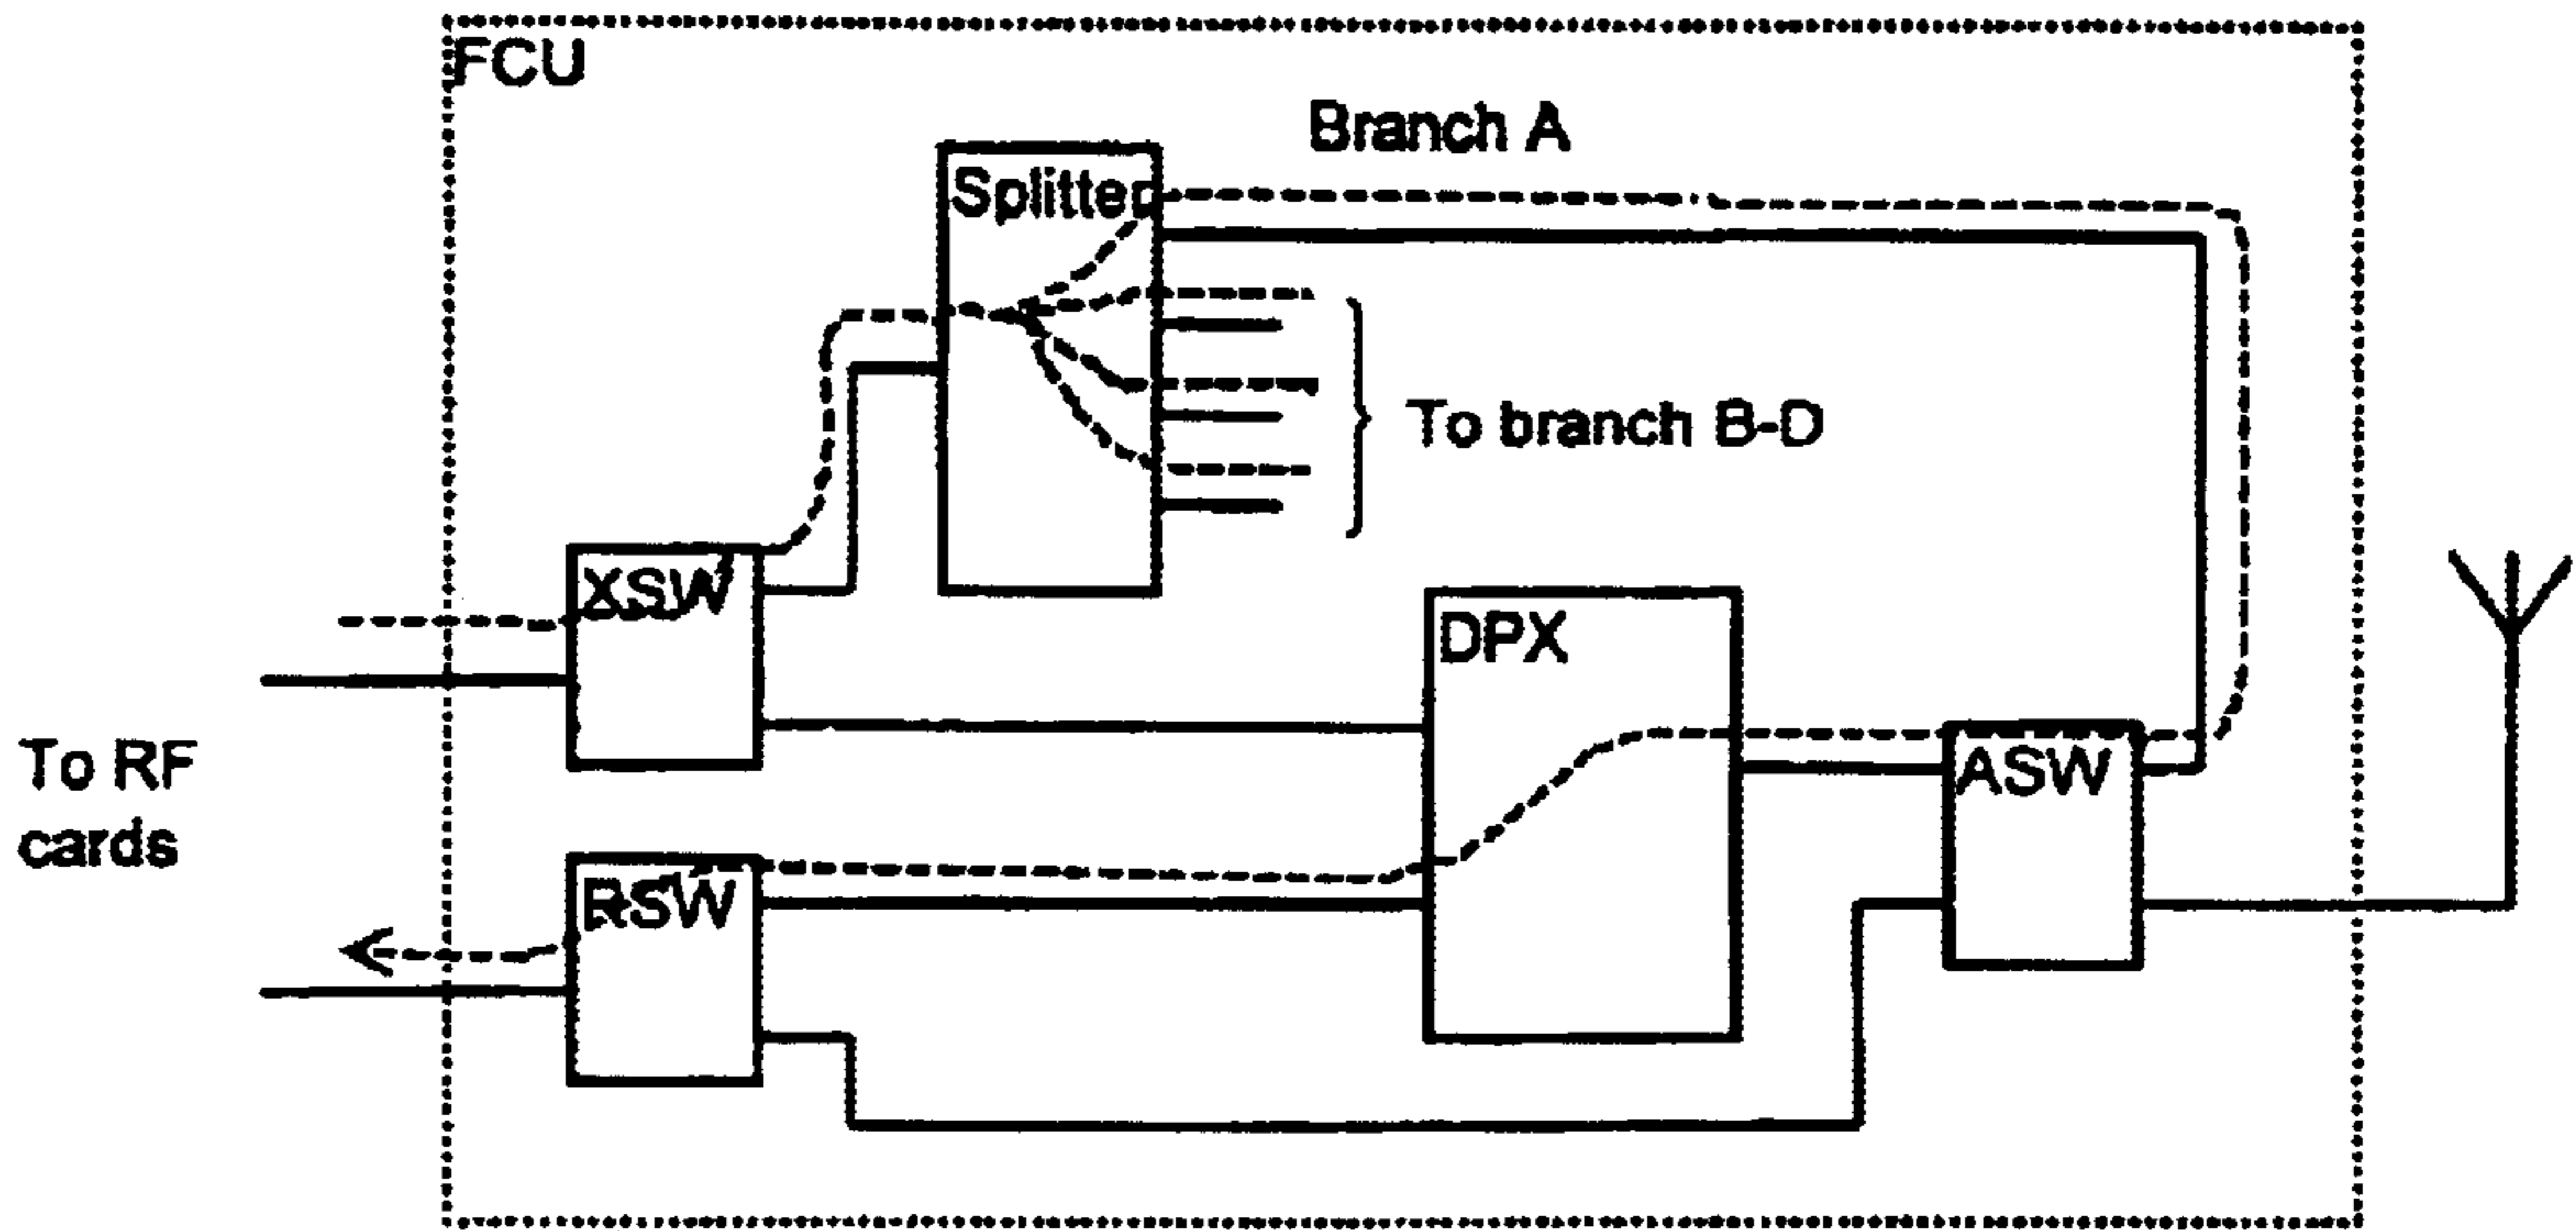 FCU
Branch A
Splitter
To branch B-D
XSW
DPX
To RF
cards
ASW
RSW